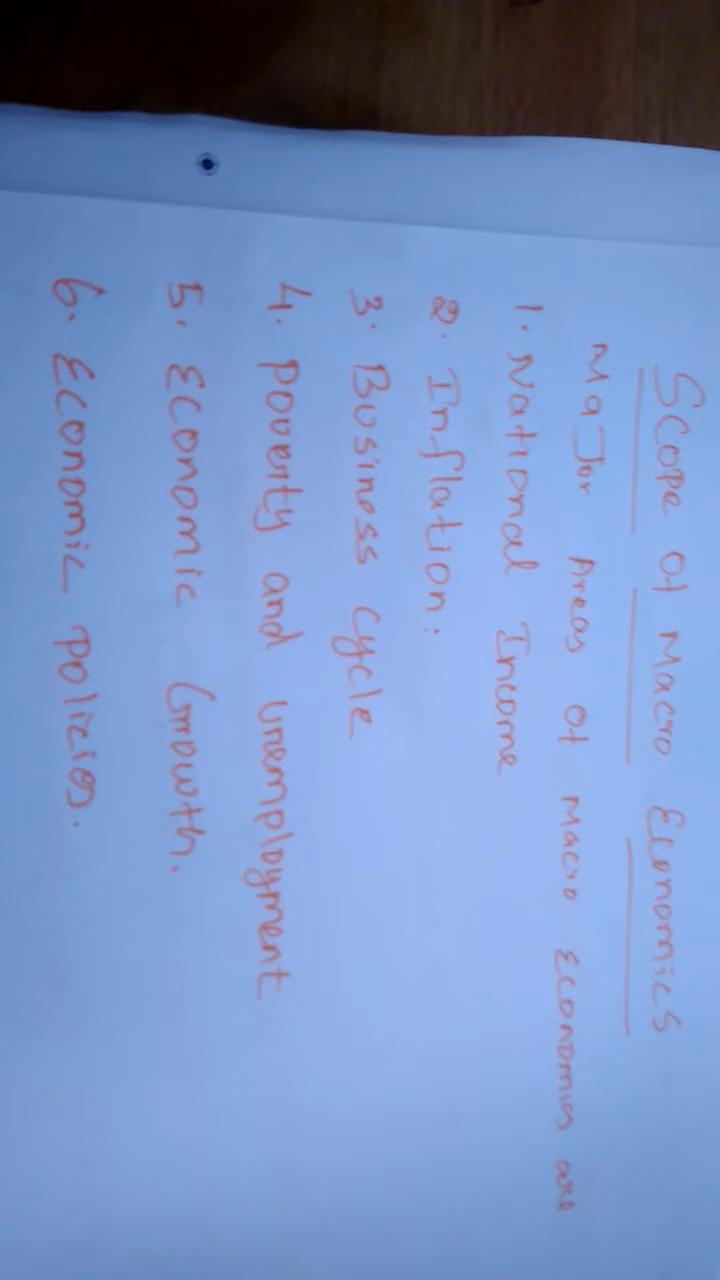 Scope Of Macro Economics
Major Areas Of Macro Economics are
1. National Income
2. Inflation:
3. Business Cycle
4. Poverity and Unemployment
5. Economic Growth.
6. Economic Policies.